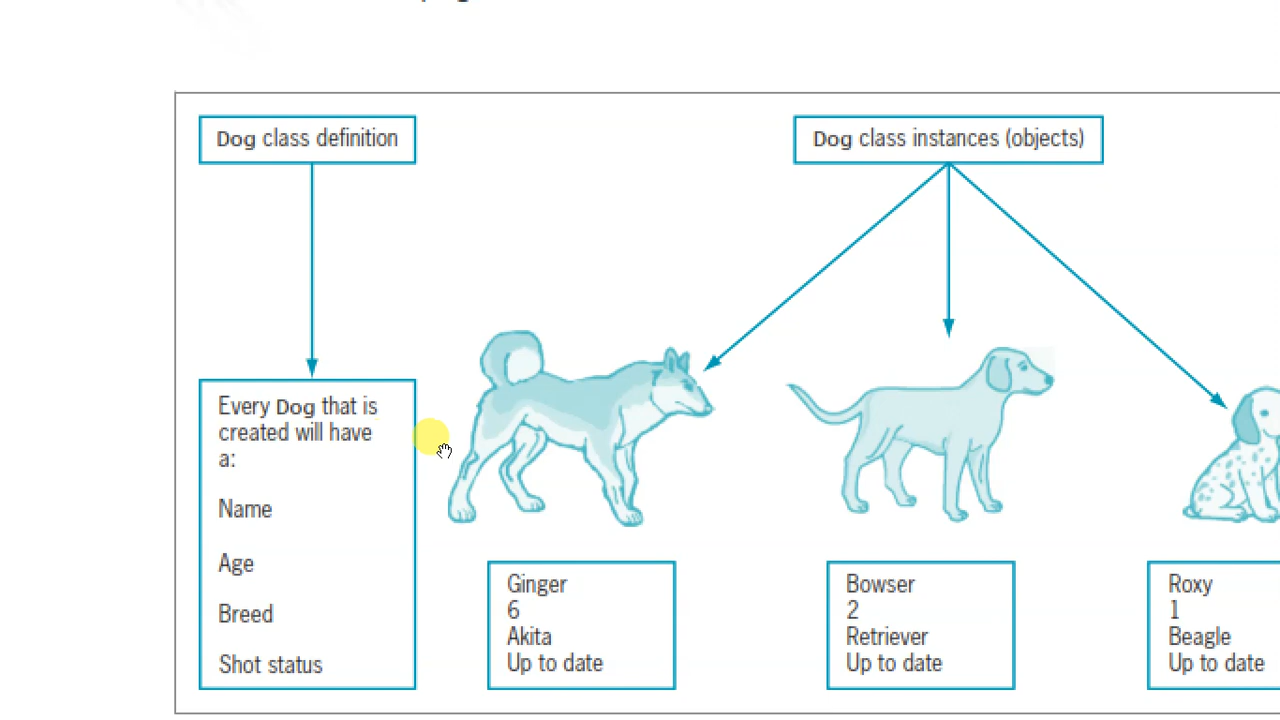 Dog class definition
Dog class instances (objects)
Every Dog that is
created will have
a:
Name
Age
Breed
Shot status
Ginger
6
Akita
Up to date
Bowser
2
Retriever
Up to date
Roxy
1
Beagle
Up to date